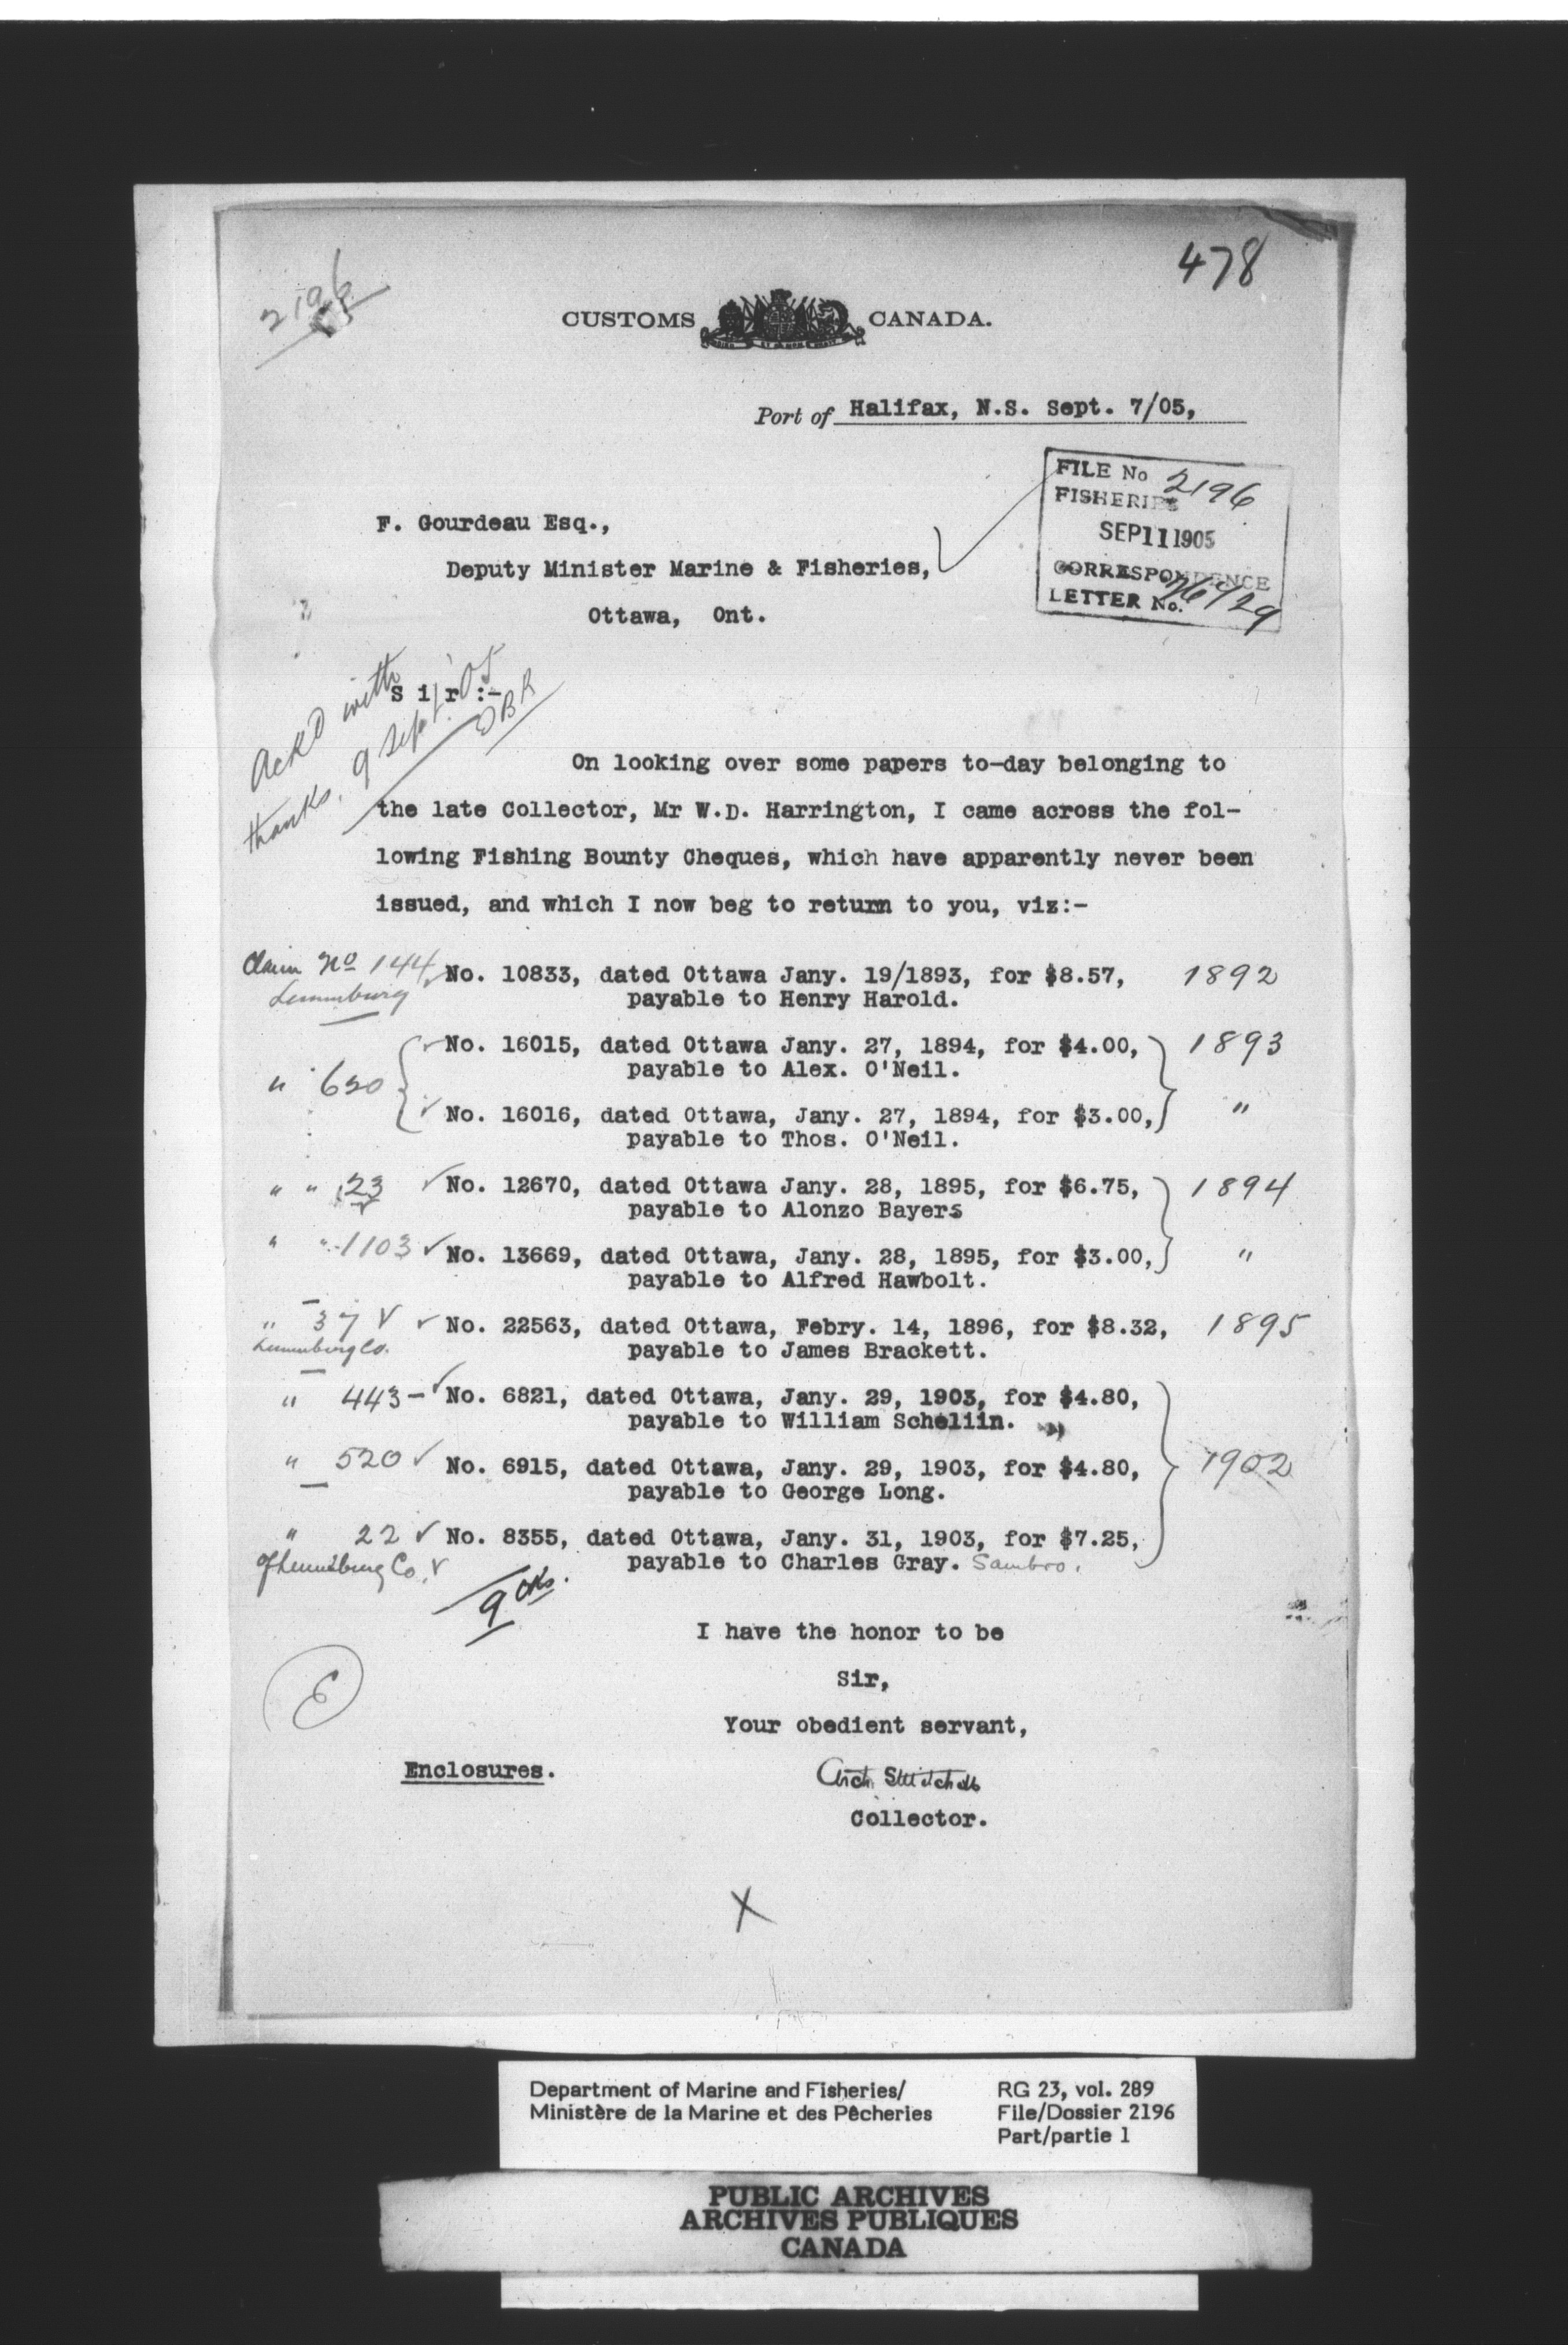 478
2196
CUSTOMS CANADA.
Port of Halifax, N.S. Sept. 7/05,
FILE No 2196
FISHERIES
SEP 11 1905
CORRESPONDENCE
LETTER No.
F. Gourdeau Esq.,
Deputy Minister Marine & Fisheries,
Ottawa, Ont.
Ack'd with
thanks, 9 Sept. '05
S i r :-
On looking over some papers to-day belonging to
the late Collector, Mr W.D. Harrington, I came across the fol-
lowing Fishing Bounty Cheques, which have apparently never been
issued, and which I now beg to return to you, viz:-
Claim No 144 No. 10833, dated Ottawa Jany. 19/1893, for $8.57, 1892
Lunenburg payable to Henry Harold.
No. 16015, dated Ottawa Jany. 27, 1894, for $4.00, 1893
payable to Alex. O'Neil.
" 620
No. 16016, dated Ottawa, Jany. 27, 1894, for $3.00, "
payable to Thos. O'Neil.
" " 123 No. 12670, dated Ottawa Jany. 28, 1895, for $6.75, 1894
payable to Alonzo Bayers
" " 1103 No. 13669, dated Ottawa, Jany. 28, 1895, for $3.00, "
payable to Alfred Hawbolt.
" 37 No. 22563, dated Ottawa, Febry. 14, 1896, for $8.32, 1895
Lunenburg Co. payable to James Brackett.
" 443 - No. 6821, dated Ottawa, Jany. 29, 1903, for $4.80,
payable to William Schellin.
" 520 No. 6915, dated Ottawa, Jany. 29, 1903, for $4.80, 1902
payable to George Long.
" 22 No. 8355, dated Ottawa, Jany. 31, 1903, for $7.25,
of Lunenburg Co. payable to Charles Gray. Sambro.
9 cks.
I have the honor to be
Sir,
Your obedient servant,
E
Enclosures.
Collector.
X
Department of Marine and Fisheries/
Ministère de la Marine et des Pêcheries
RG 23, vol. 289
File/Dossier 2196
Part/partie 1
PUBLIC ARCHIVES
ARCHIVES PUBLIQUES
CANADA